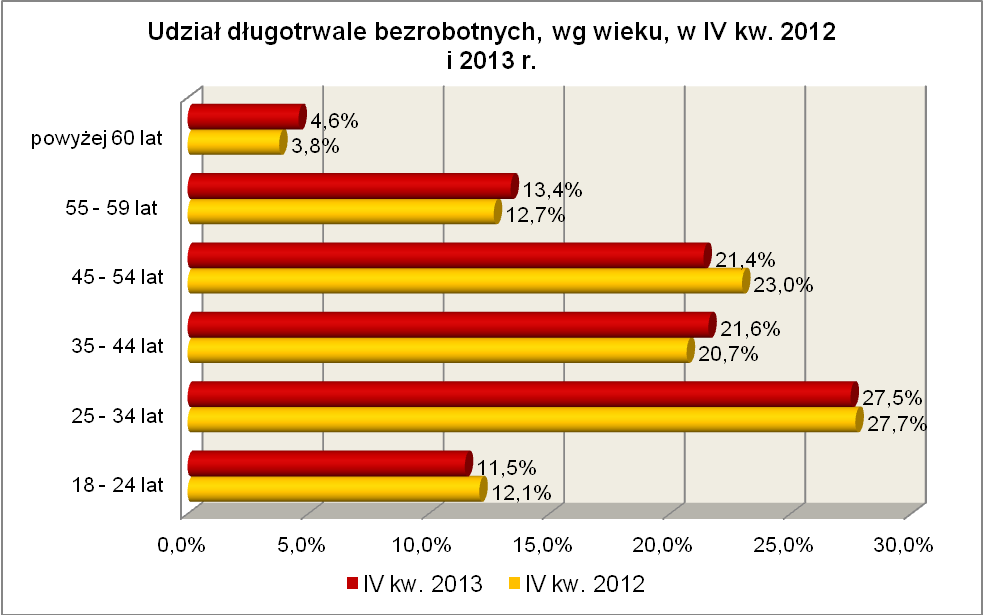 Udział długotrwale bezrobotnych, wg wieku, w IV kw. 2012
i 2013 r.
powyżej 60 lat
4,6%
3,8%
55 - 59 lat
13,4%
12,7%
45 - 54 lat
21,4%
23,0%
35 - 44 lat
21,6%
20,7%
25 - 34 lat
27,5%
27,7%
18 - 24 lat
11,5%
12,1%
0,0% 5,0% 10,0% 15,0% 20,0% 25,0% 30,0%
IV kw. 2013 IV kw. 2012